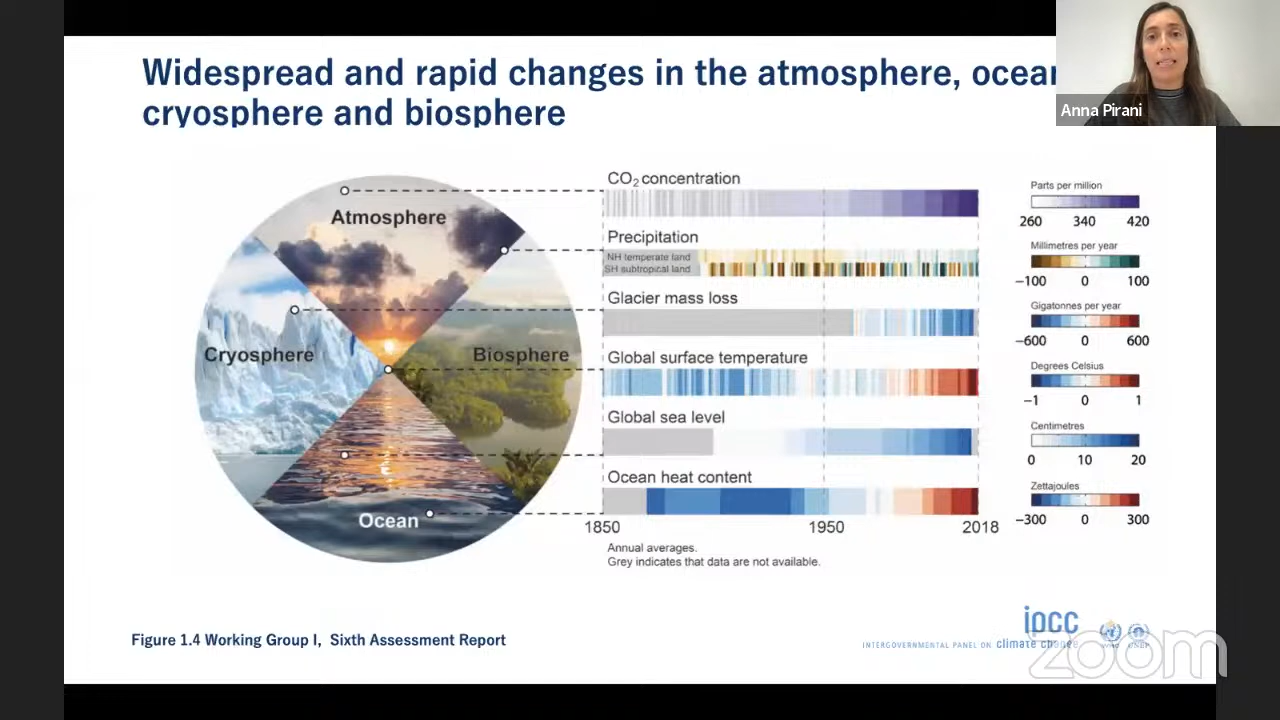 Widespread and rapid changes in the atmosphere, ocean
cryosphere and biosphere
Anna Pirani
Atmosphere
Cryosphere
Biosphere
Ocean
CO2 concentration
Precipitation
NH temperate land
SH subtropical land
Glacier mass loss
Global surface temperature
Global sea level
Ocean heat content
1850
1950
2018
Annual averages.
Grey indicates that data are not available.
Parts per million
260 340 420
Millimetres per year
−100 0 100
Gigatonnes per year
−600 0 600
Degrees Celsius
−1 0 1
Centimetres
0 10 20
Zettajoules
−300 0 300
Figure 1.4 Working Group I, Sixth Assessment Report
ipcc
INTERGOVERNMENTAL PANEL ON climate change
zoom